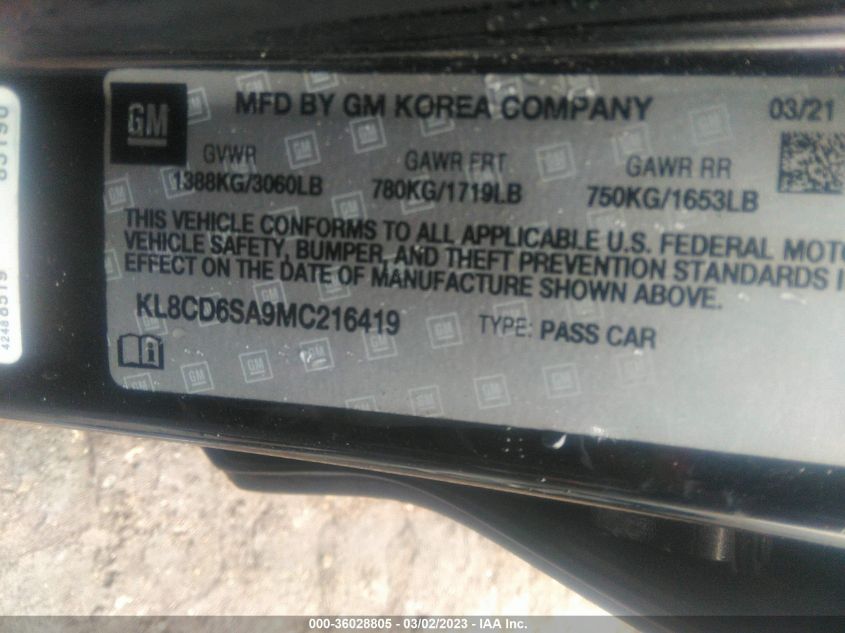 GM
MFD BY GM KOREA COMPANY 03/21
GVWR GAWR FRT GAWR RR
1388KG/3060LB 780KG/1719LB 750KG/1653LB
THIS VEHICLE CONFORMS TO ALL APPLICABLE U.S. FEDERAL MOTO
VEHICLE SAFETY, BUMPER, AND THEFT PREVENTION STANDARDS I
EFFECT ON THE DATE OF MANUFACTURE SHOWN ABOVE.
KL8CD6SA9MC216419 TYPE: PASS CAR
42488519
000-36028805 - 03/02/2023 - IAA Inc.